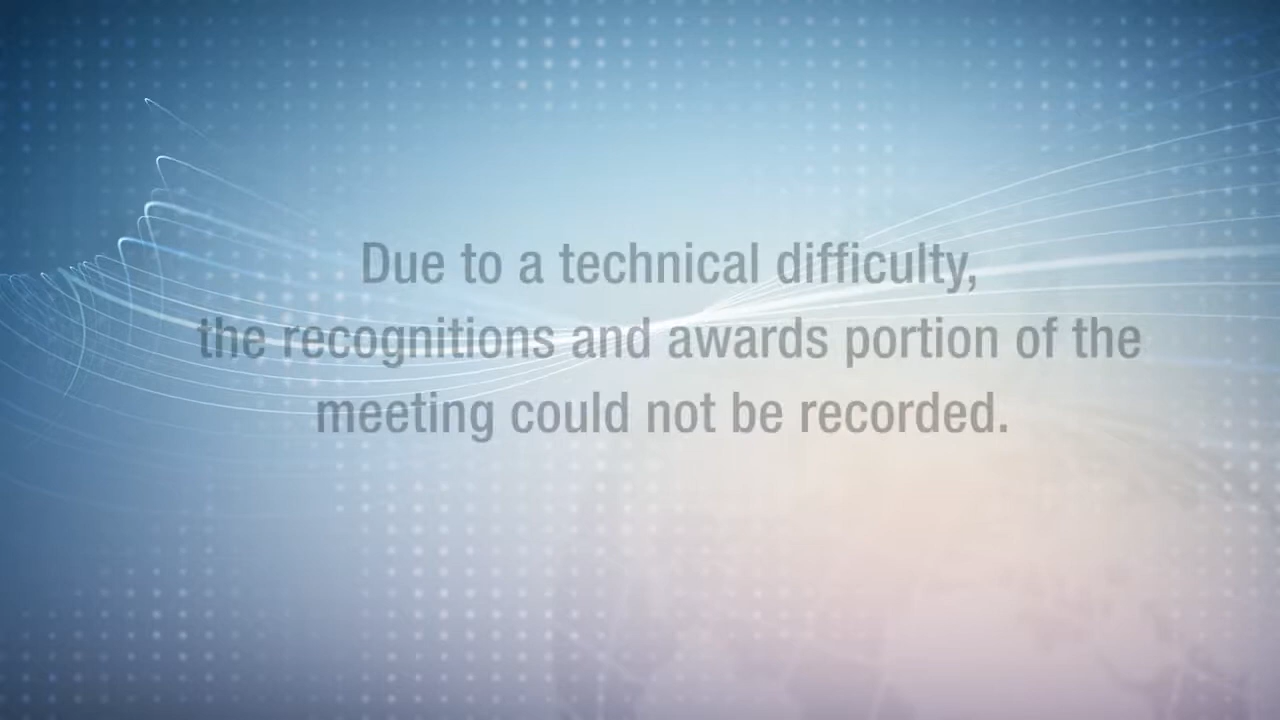 Due to a technical difficulty,
the recognitions and awards portion of the
meeting could not be recorded.